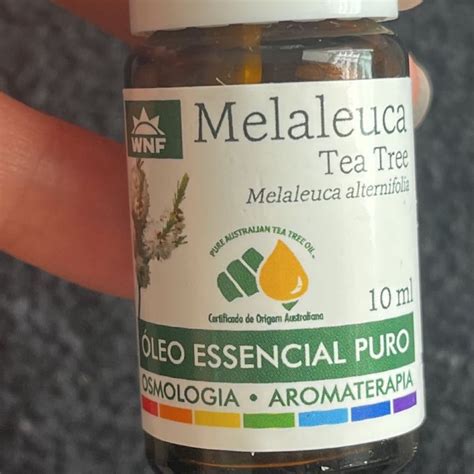 WNF
Melaleuca
Tea Tree
Melaleuca alternifolia
PURE AUSTRALIAN TEA TREE OIL
Certificado de Origem Australiana
10 ml
ÓLEO ESSENCIAL PURO
OSMOLOGIA • AROMATERAPIA